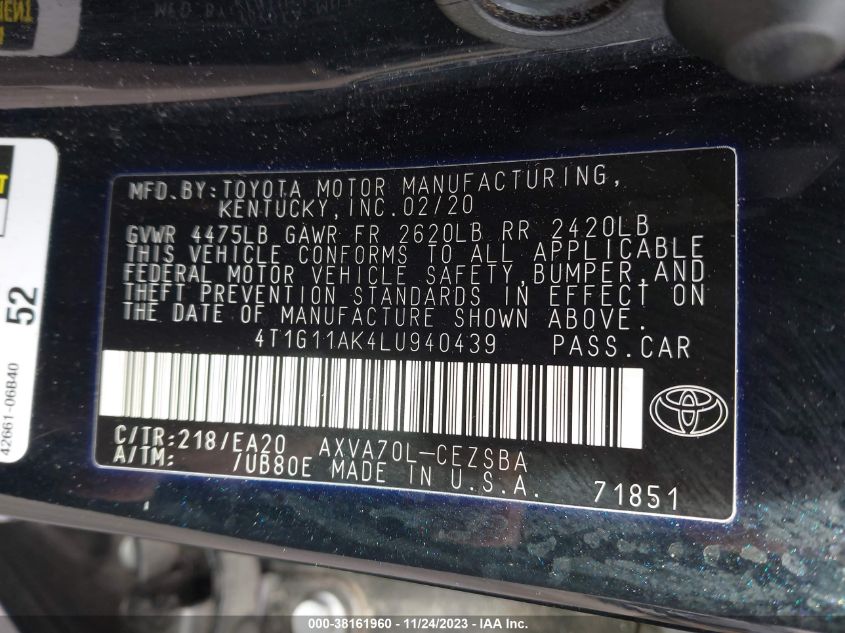 MFD.BY:TOYOTA MOTOR MANUFACTURING,
KENTUCKY,INC.02/20
GVWR 4475LB GAWR FR 2620LB RR 2420LB
THIS VEHICLE CONFORMS TO ALL APPLICABLE
FEDERAL MOTOR VEHICLE SAFETY,BUMPER,AND
THEFT PREVENTION STANDARDS IN EFFECT ON
THE DATE OF MANUFACTURE SHOWN ABOVE.
4T1G11AK4LU940439 PASS.CAR
C/TR:218/EA20 AXVA70L-CEZSBA
A/TM: /UB80E MADE IN U.S.A. 71851
52
42661-06B40
000-38161960 - 11/24/2023 - IAA Inc.